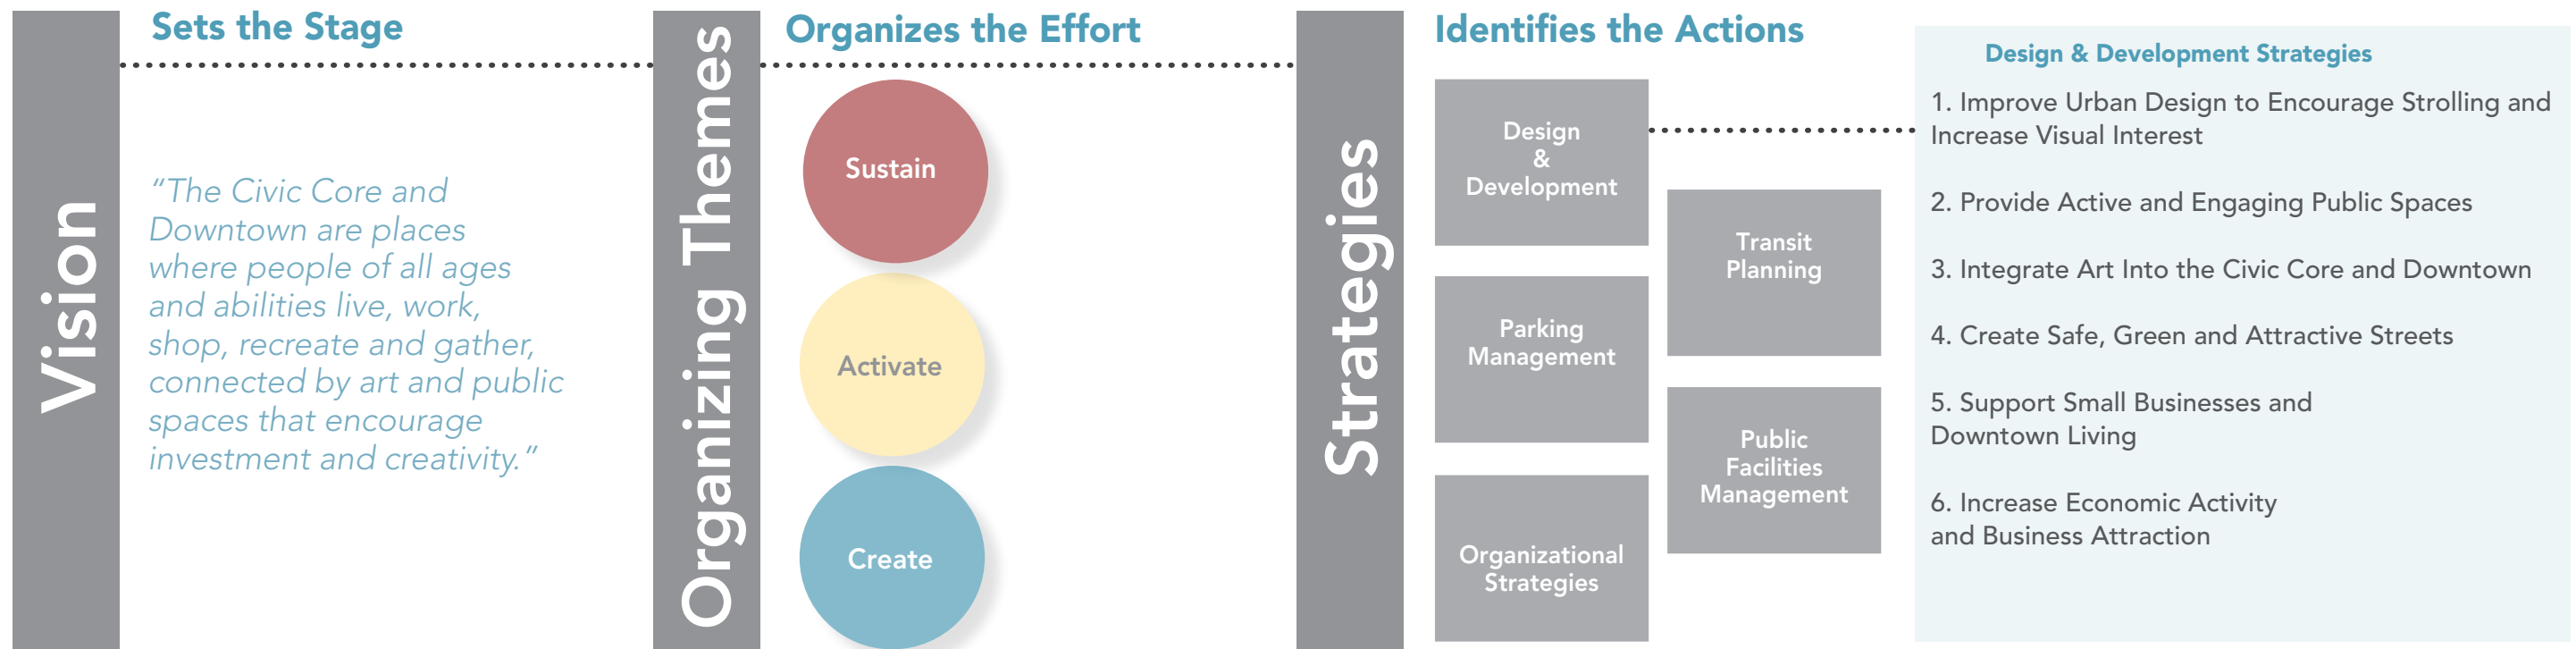 Vision
Sets the Stage
“The Civic Core and
Downtown are places
where people of all ages
and abilities live, work,
shop, recreate and gather,
connected by art and public
spaces that encourage
investment and creativity.”
Organizing Themes
Organizes the Effort
Sustain
Activate
Create
Strategies
Identifies the Actions
Design
&
Development
Transit
Planning
Parking
Management
Public
Facilities
Management
Organizational
Strategies
Design & Development Strategies
1. Improve Urban Design to Encourage Strolling and
Increase Visual Interest
2. Provide Active and Engaging Public Spaces
3. Integrate Art Into the Civic Core and Downtown
4. Create Safe, Green and Attractive Streets
5. Support Small Businesses and
Downtown Living
6. Increase Economic Activity
and Business Attraction